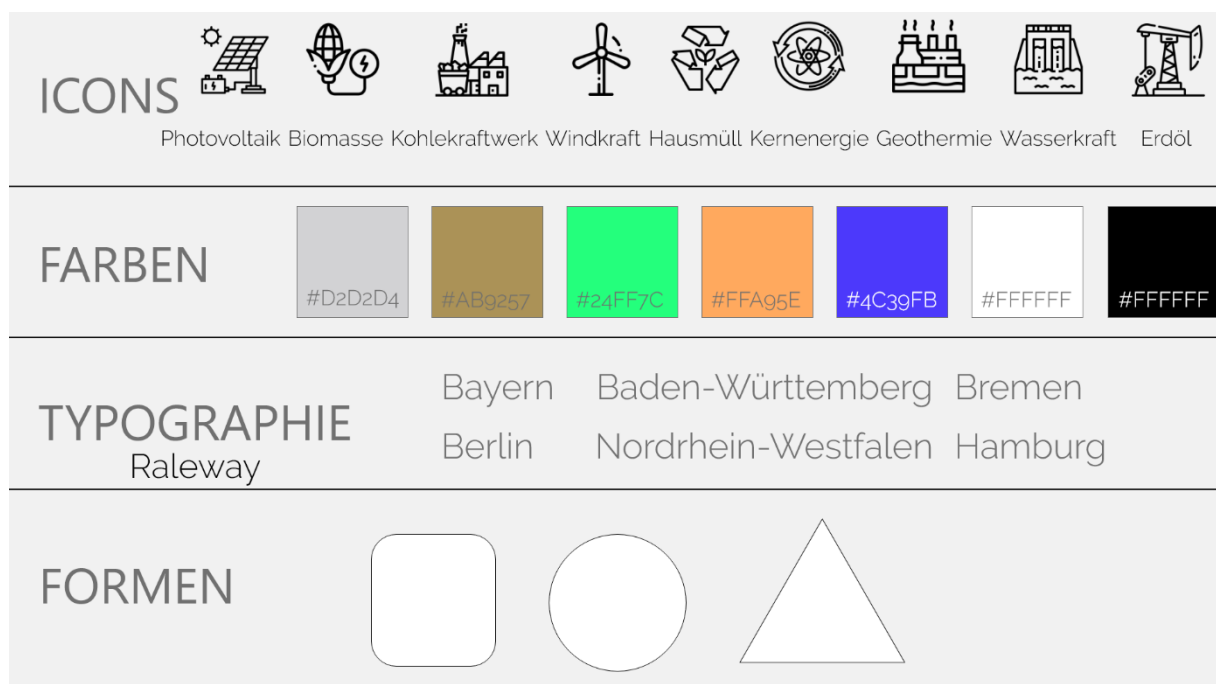 ICONS
Photovoltaik Biomasse Kohlekraftwerk Windkraft Hausmüll Kernenergie Geothermie Wasserkraft Erdöl
FARBEN
#D2D2D4 #AB9257 #24FF7C #FFA95E #4C39FB #FFFFFF #FFFFFF
TYPOGRAPHIE
Raleway
Bayern Baden-Württemberg Bremen
Berlin Nordrhein-Westfalen Hamburg
FORMEN